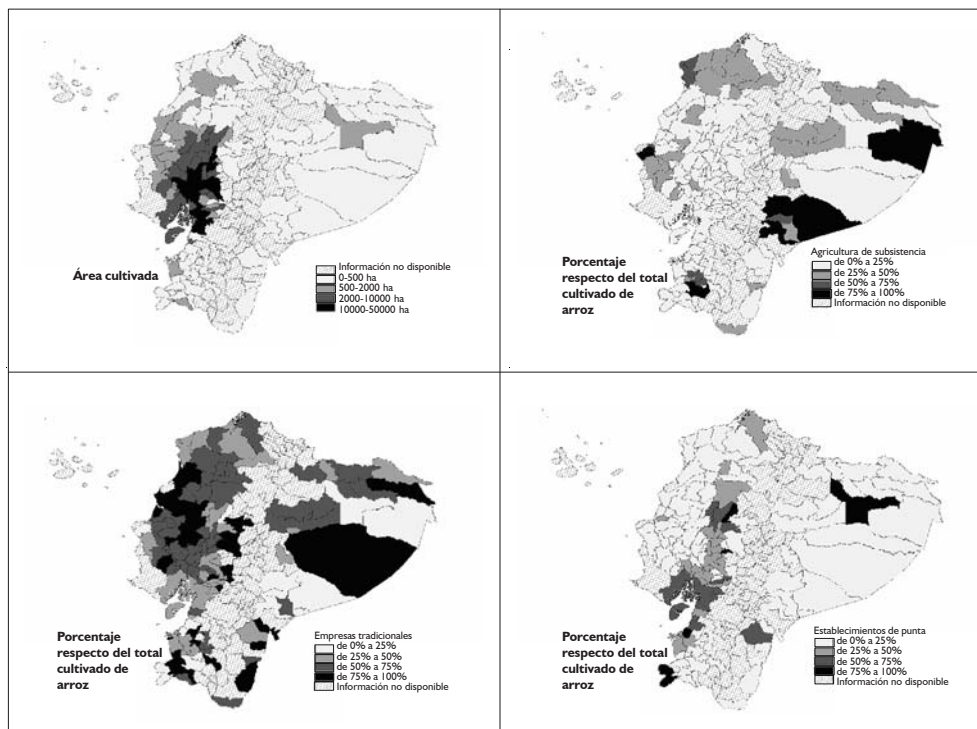 Área cultivada
Información no disponible
0-500 ha
500-2000 ha
2000-10000 ha
10000-50000 ha
Porcentaje
respecto del total
cultivado de
arroz
Agricultura de subsistencia
de 0% a 25%
de 25% a 50%
de 50% a 75%
de 75% a 100%
Información no disponible
Porcentaje
respecto del total
cultivado de
arroz
Empresas tradicionales
de 0% a 25%
de 25% a 50%
de 50% a 75%
de 75% a 100%
Información no disponible
Porcentaje
respecto del total
cultivado de
arroz
Establecimientos de punta
de 0% a 25%
de 25% a 50%
de 50% a 75%
de 75% a 100%
Información no disponible